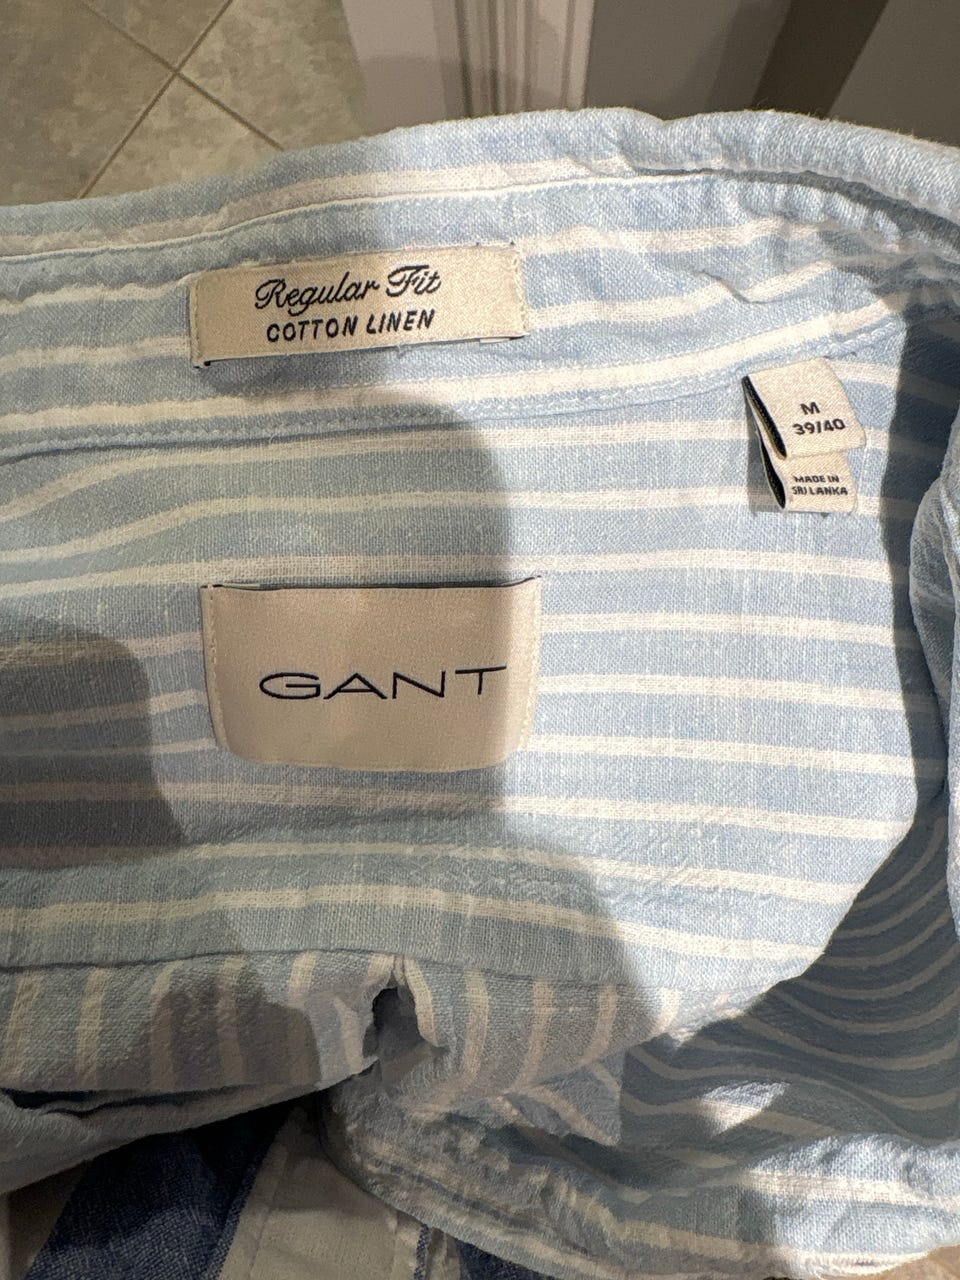 Regular Fit
COTTON LINEN
M
39/40
MADE IN
SRI LANKA
GANT